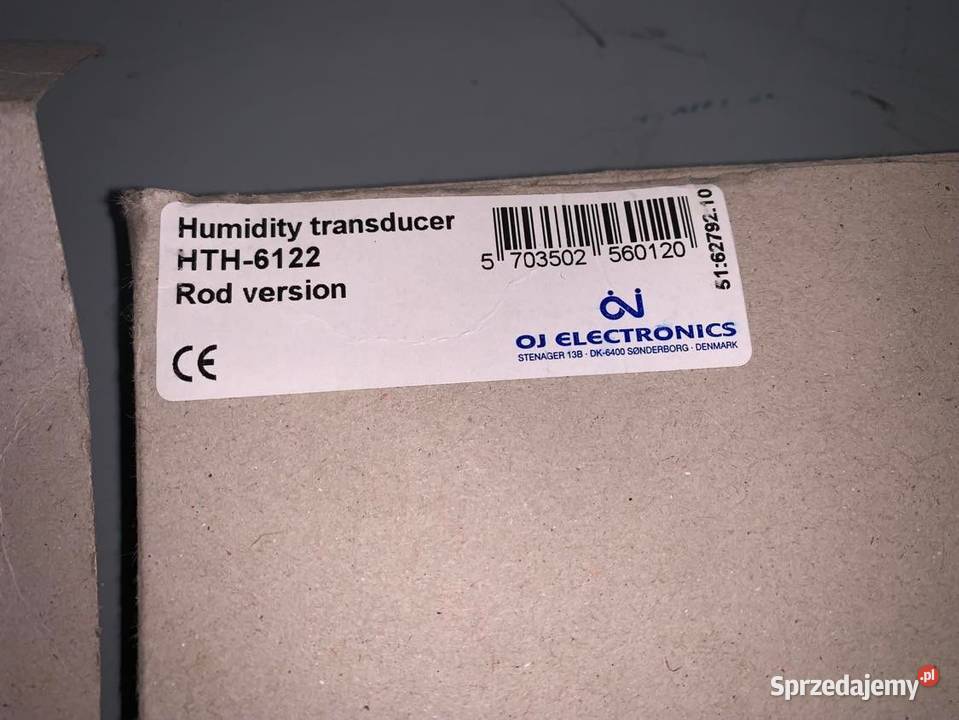 Humidity transducer
HTH-6122
Rod version
5 703502 560120
51:62792.10
OJ ELECTRONICS
STENAGER 13B · DK-6400 SØNDERBORG · DENMARK
CE
Sprzedajemy.pl